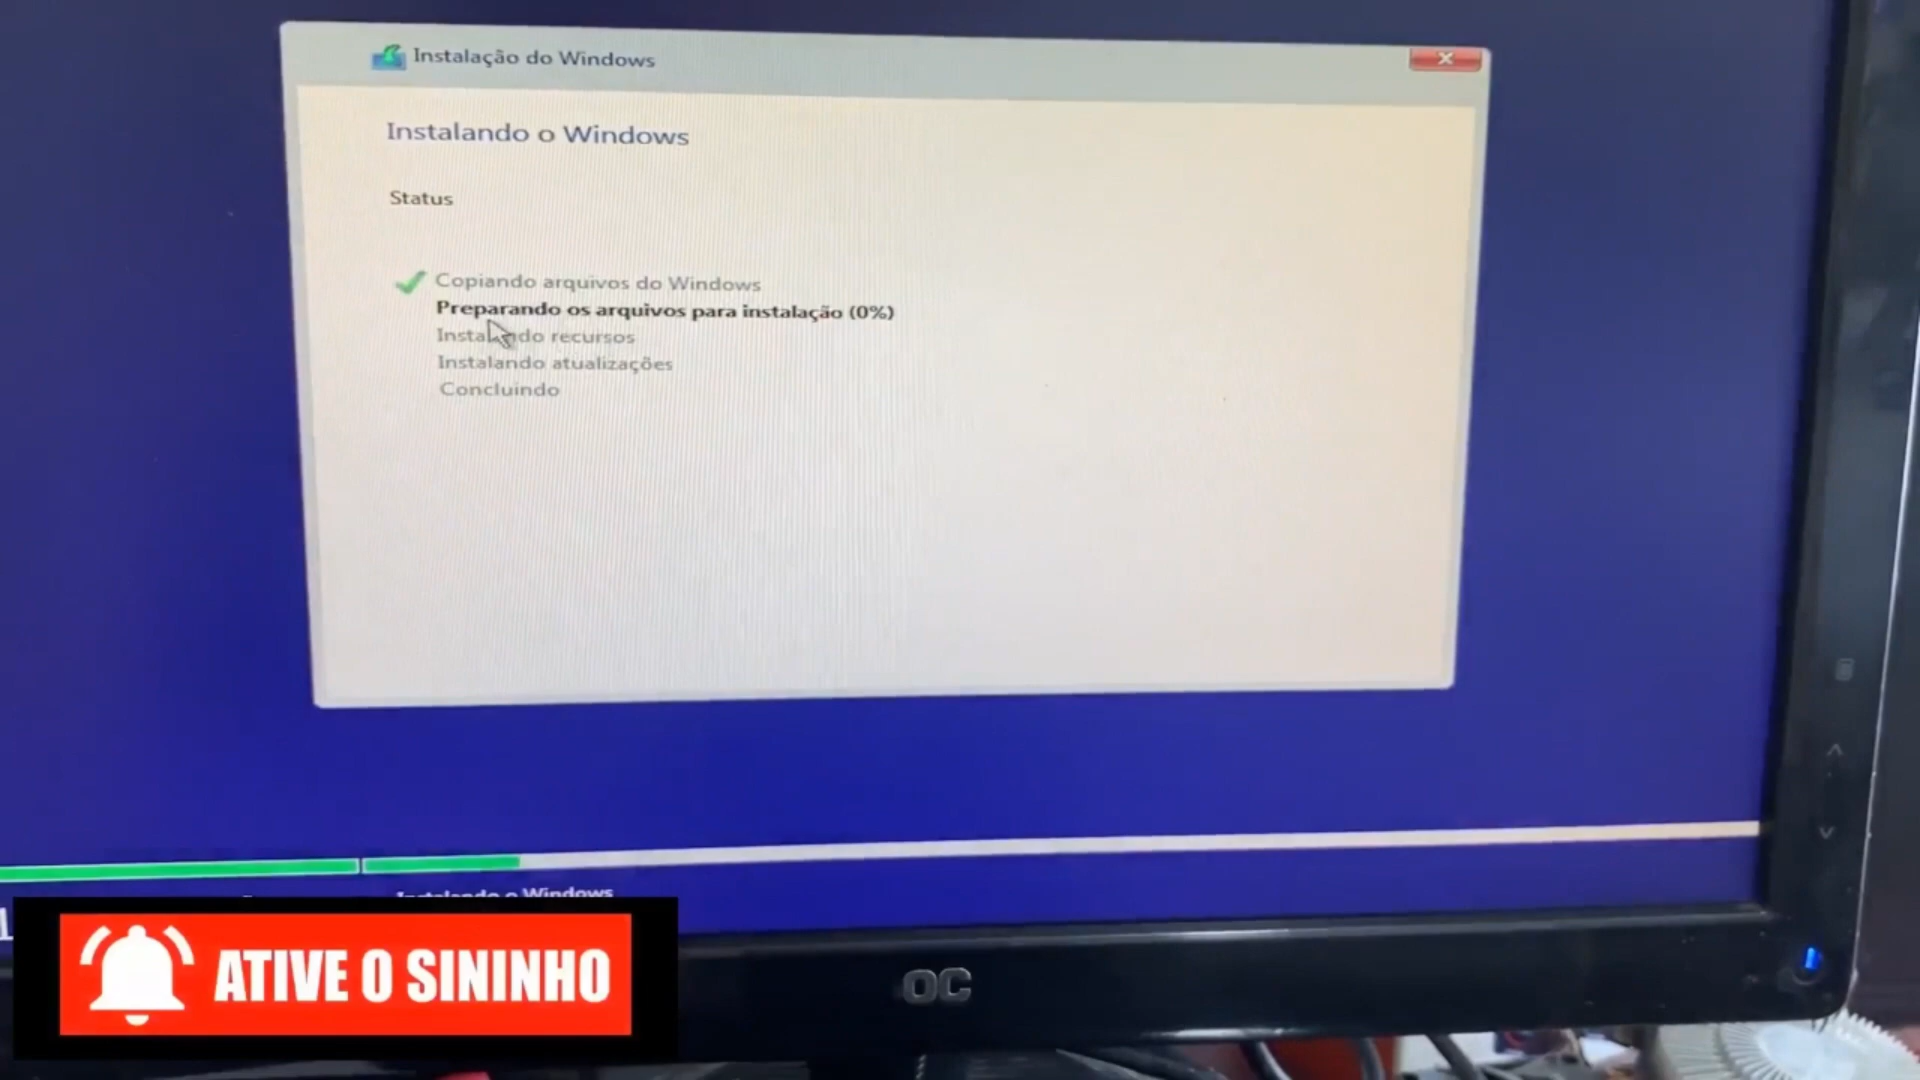 Instalação do Windows
Instalando o Windows
Status
Copiando arquivos do Windows
Preparando os arquivos para instalação (0%)
Instalando recursos
Instalando atualizações
Concluindo
Instalando o Windows
ATIVE O SININHO
OC